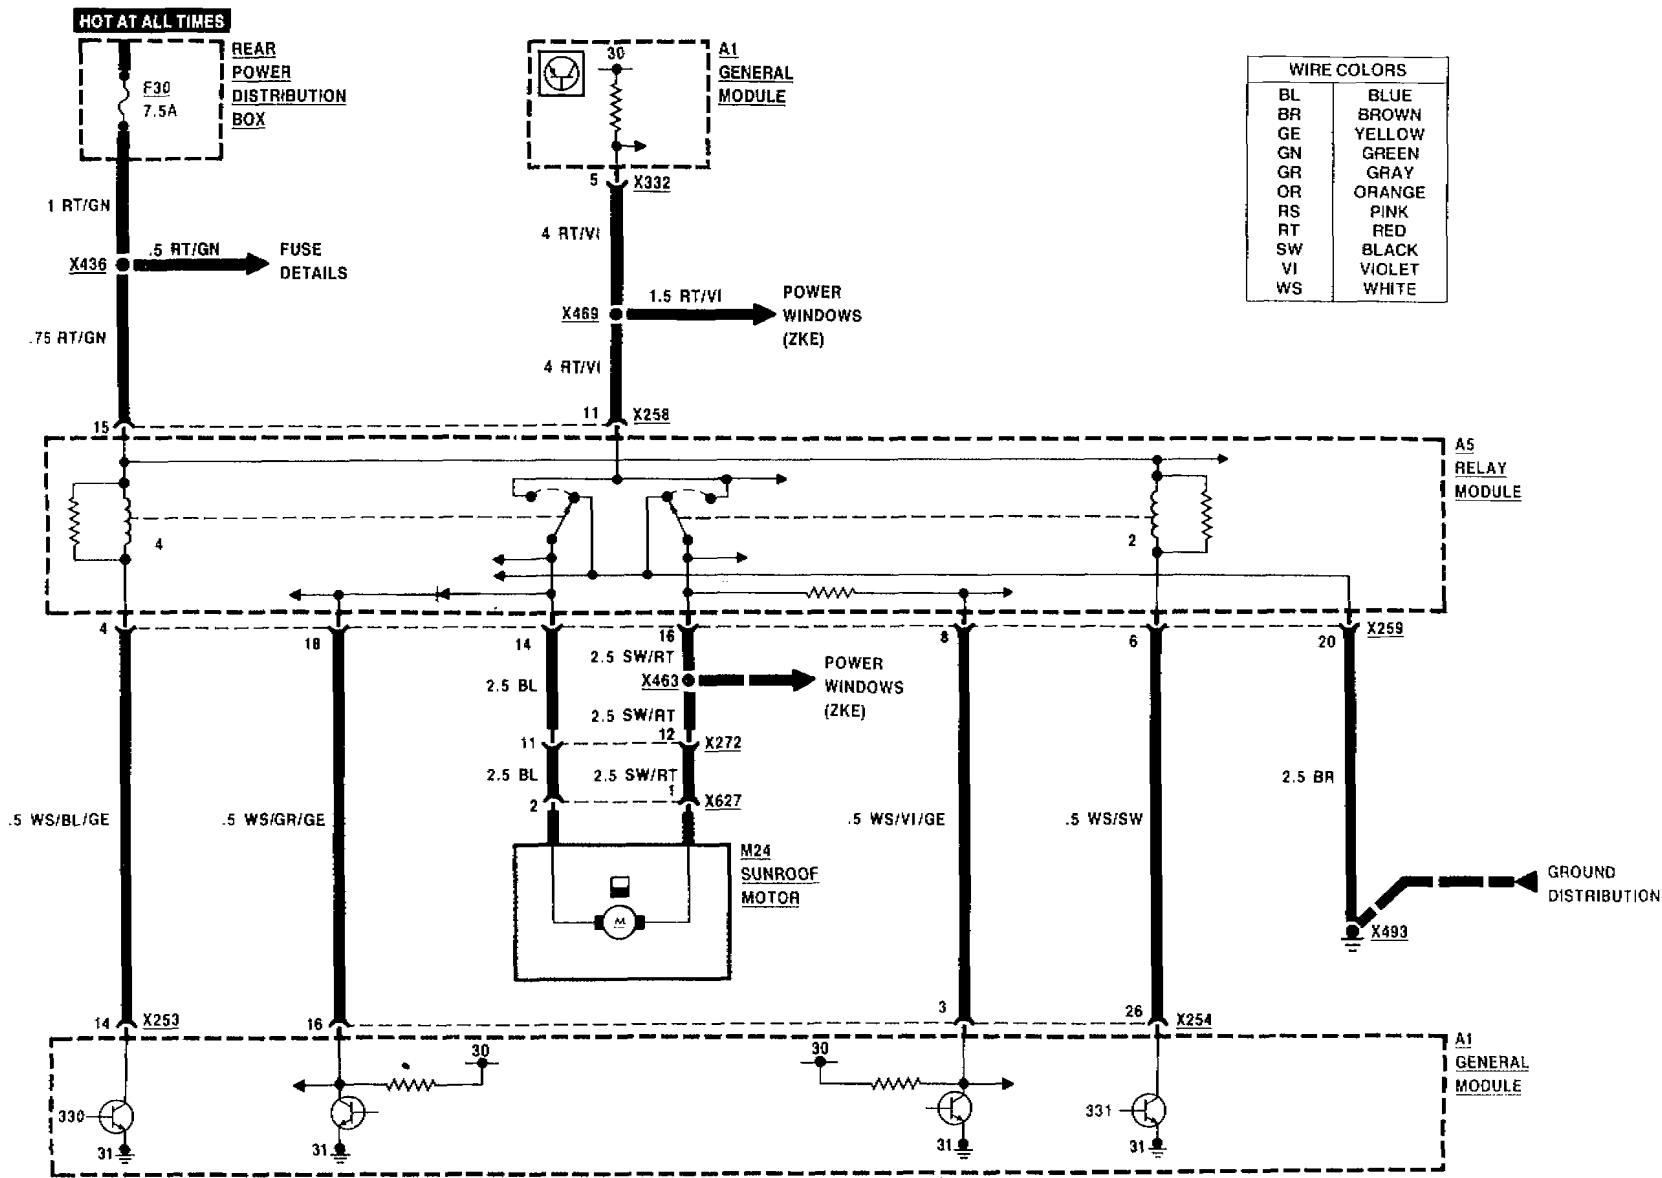 HOT AT ALL TIMES
REAR
POWER
DISTRIBUTION
BOX
F30
7.5A
30
A1
GENERAL
MODULE
WIRE COLORS
BL BLUE
BR BROWN
GE YELLOW
GN GREEN
GR GRAY
OR ORANGE
RS PINK
RT RED
SW BLACK
VI VIOLET
WS WHITE
5 X332
1 RT/GN
4 RT/VI
X436
.5 RT/GN
FUSE
DETAILS
X469
1.5 RT/VI
POWER
WINDOWS
(ZKE)
.75 RT/GN
4 RT/VI
15
11 X258
A5
RELAY
MODULE
4
2
4
18
14
16
8
6
20
X259
2.5 SW/RT
2.5 BL
X463
POWER
WINDOWS
(ZKE)
2.5 SW/RT
11
12
X272
2.5 BL
2.5 SW/RT
2.5 BR
2
1
X627
.5 WS/BL/GE
.5 WS/GR/GE
.5 WS/VI/GE
.5 WS/SW
M24
SUNROOF
MOTOR
M
GROUND
DISTRIBUTION
X493
14 X253
16
3
26 X254
A1
GENERAL
MODULE
30
30
330
331
31
31
31
31